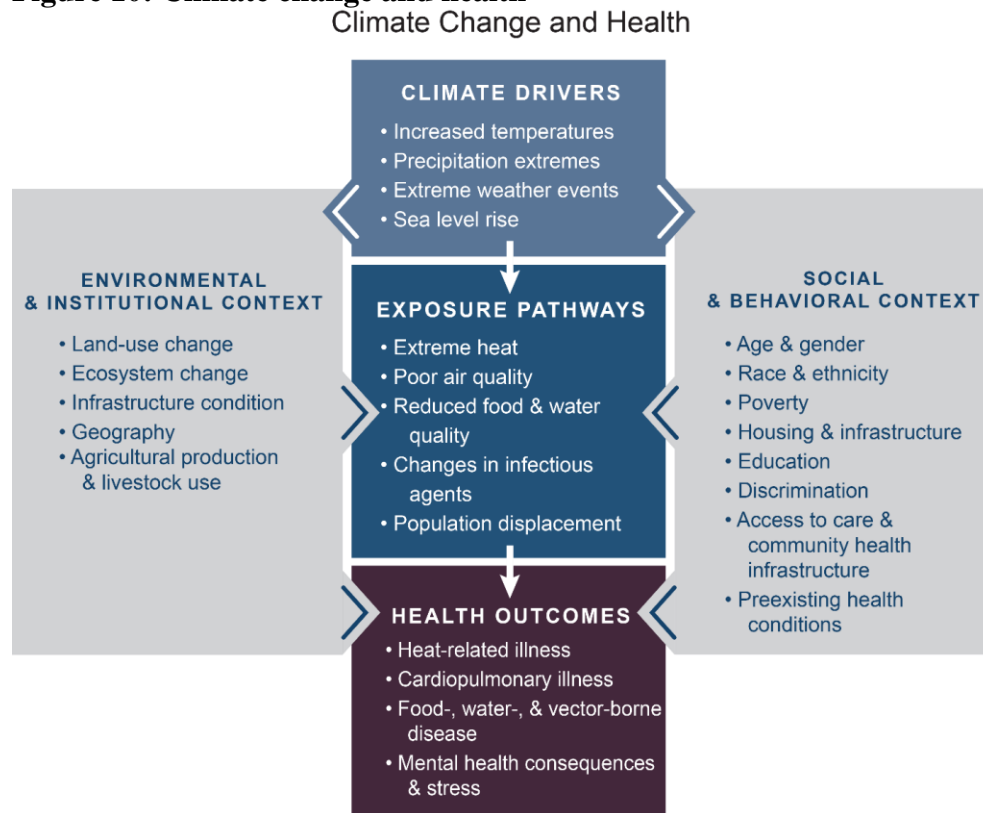 Climate Change and Health
CLIMATE DRIVERS
• Increased temperatures
• Precipitation extremes
• Extreme weather events
• Sea level rise
ENVIRONMENTAL
& INSTITUTIONAL CONTEXT
• Land-use change
• Ecosystem change
• Infrastructure condition
• Geography
• Agricultural production
& livestock use
EXPOSURE PATHWAYS
• Extreme heat
• Poor air quality
• Reduced food & water
quality
• Changes in infectious
agents
• Population displacement
SOCIAL
& BEHAVIORAL CONTEXT
• Age & gender
• Race & ethnicity
• Poverty
• Housing & infrastructure
• Education
• Discrimination
• Access to care &
community health
infrastructure
• Preexisting health
conditions
HEALTH OUTCOMES
• Heat-related illness
• Cardiopulmonary illness
• Food-, water-, & vector-borne
disease
• Mental health consequences
& stress